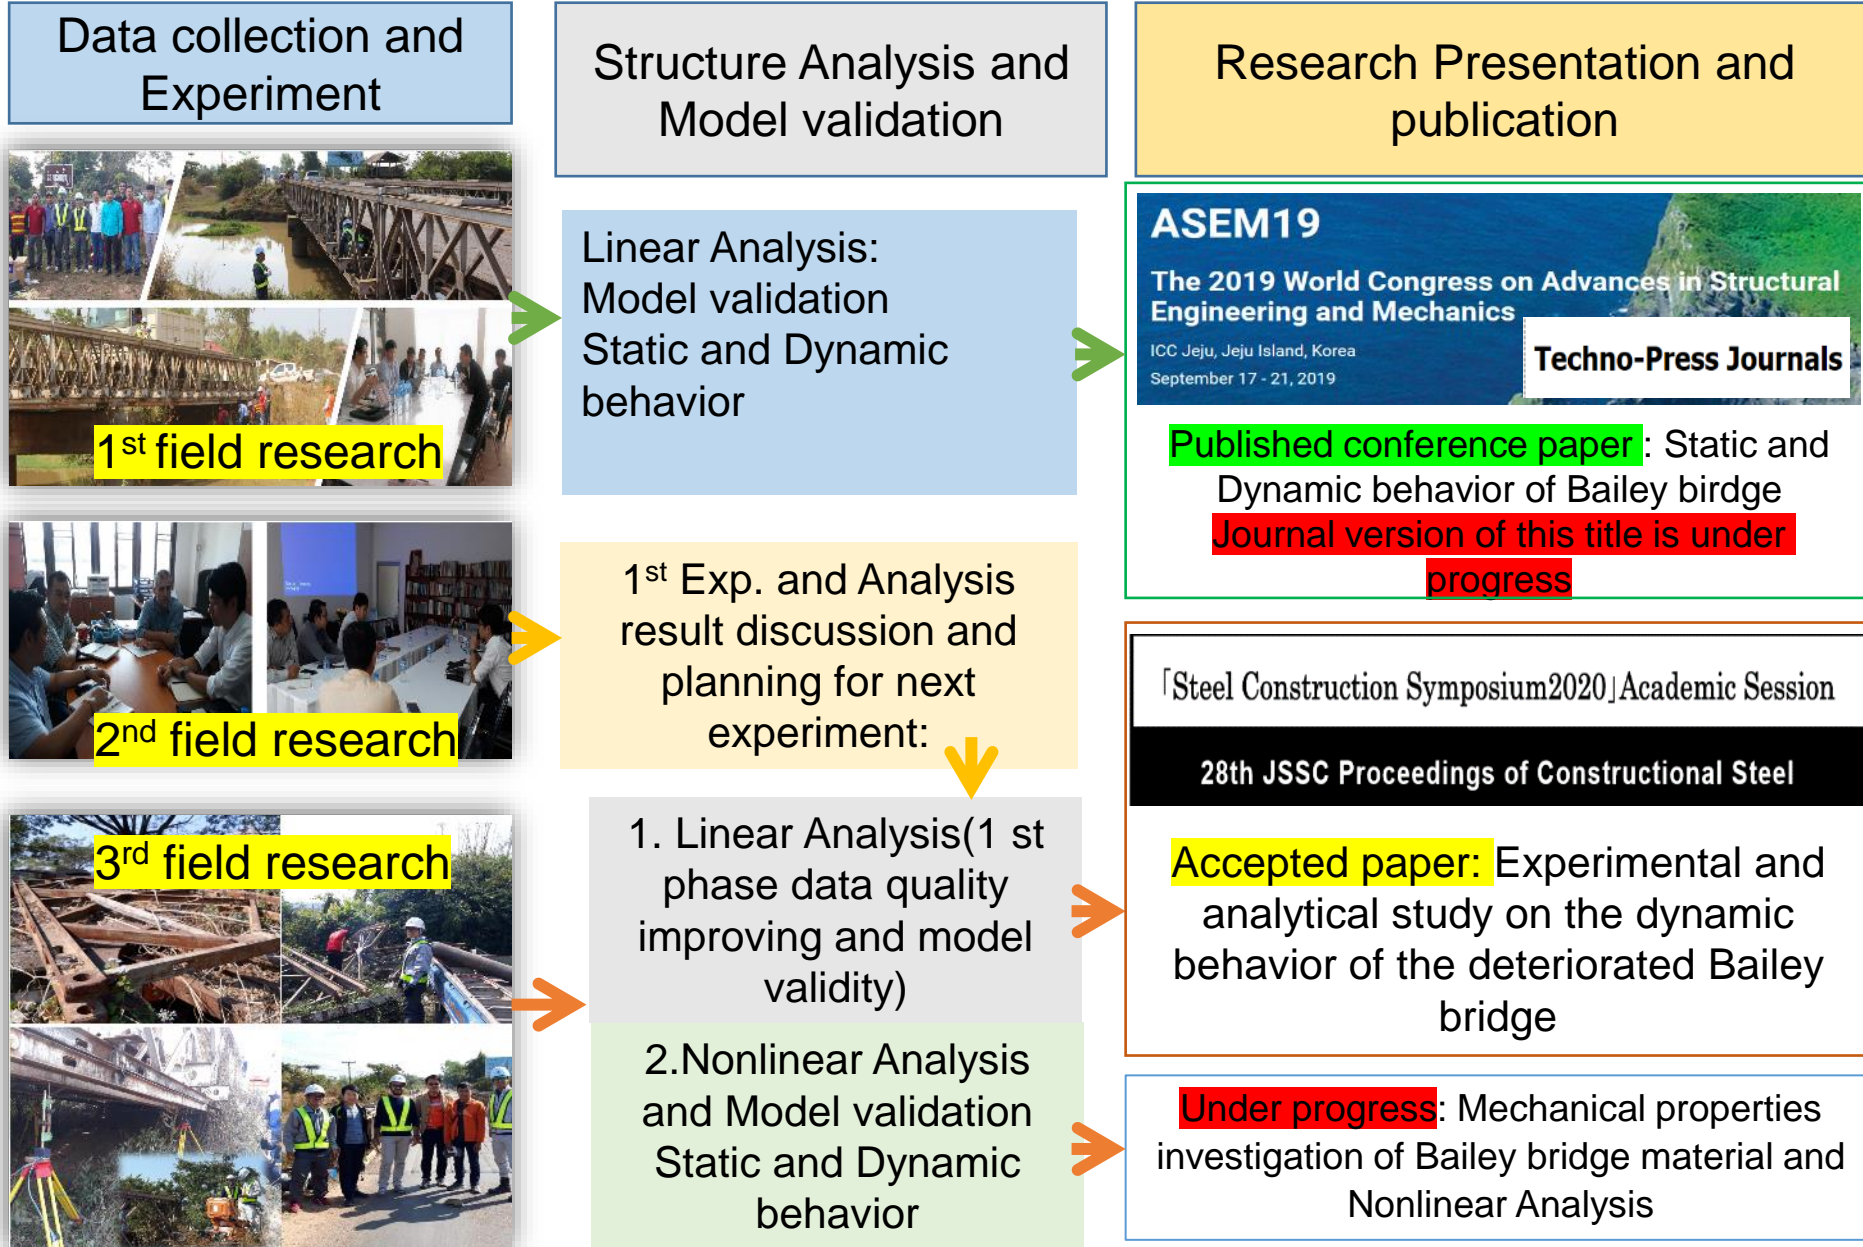 Data collection and
Experiment
1st field research
2nd field research
3rd field research
Structure Analysis and
Model validation
Linear Analysis:
Model validation
Static and Dynamic
behavior
1st Exp. and Analysis
result discussion and
planning for next
experiment:
1. Linear Analysis(1 st
phase data quality
improving and model
validity)
2.Nonlinear Analysis
and Model validation
Static and Dynamic
behavior
Research Presentation and
publication
ASEM19
The 2019 World Congress on Advances in Structural
Engineering and Mechanics
ICC Jeju, Jeju Island, Korea
September 17 - 21, 2019
Techno-Press Journals
Published conference paper : Static and
Dynamic behavior of Bailey birdge
Journal version of this title is under
progress
「Steel Construction Symposium2020」Academic Session
28th JSSC Proceedings of Constructional Steel
Accepted paper: Experimental and
analytical study on the dynamic
behavior of the deteriorated Bailey
bridge
Under progress: Mechanical properties
investigation of Bailey bridge material and
Nonlinear Analysis